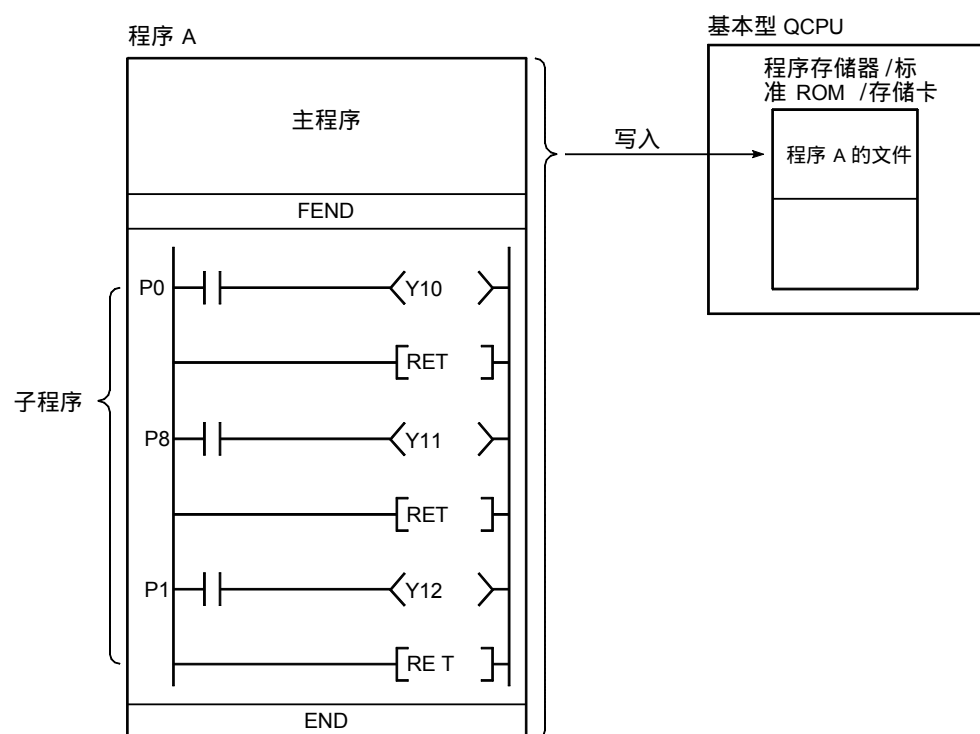 程序 A
基本型 QCPU
程序存储器 /标
准 ROM /存储卡
主程序
写入
程序 A 的文件
FEND
P0
Y10
RET
子程序
P8
Y11
RET
P1
Y12
RE T
END